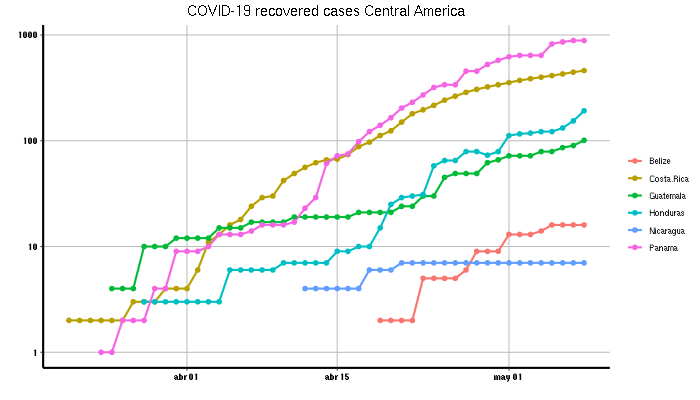 COVID-19 recovered cases Central America
1000
100
10
1
abr 01
abr 15
may 01
Belize
Costa.Rica
Guatemala
Honduras
Nicaragua
Panama